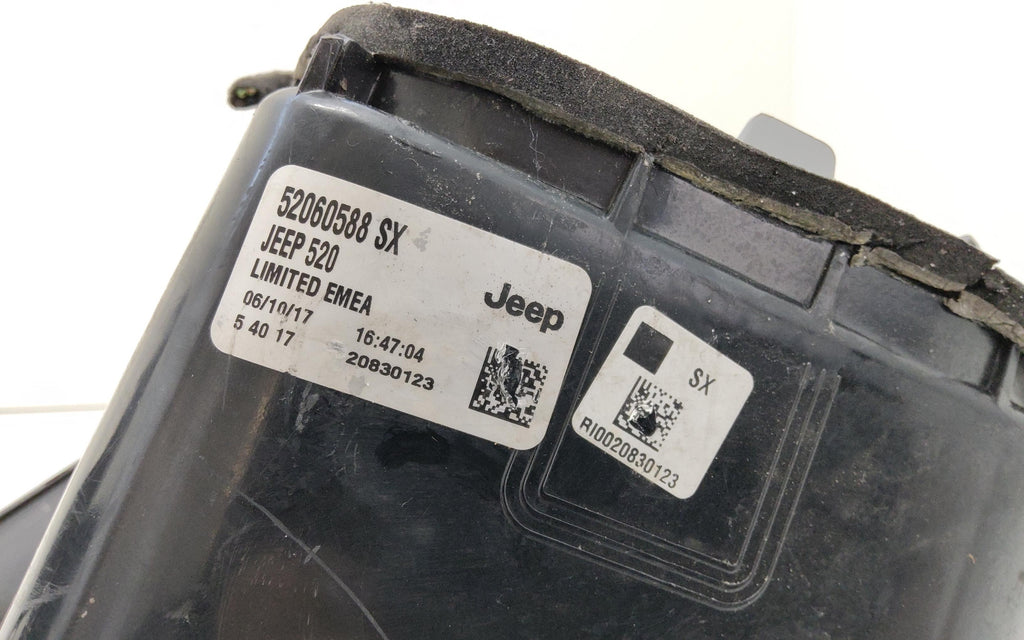 52060588 SX
JEEP 520
LIMITED EMEA
06/10/17 16:47:04
5 40 17 20830123
Jeep
SX
RI0020830123